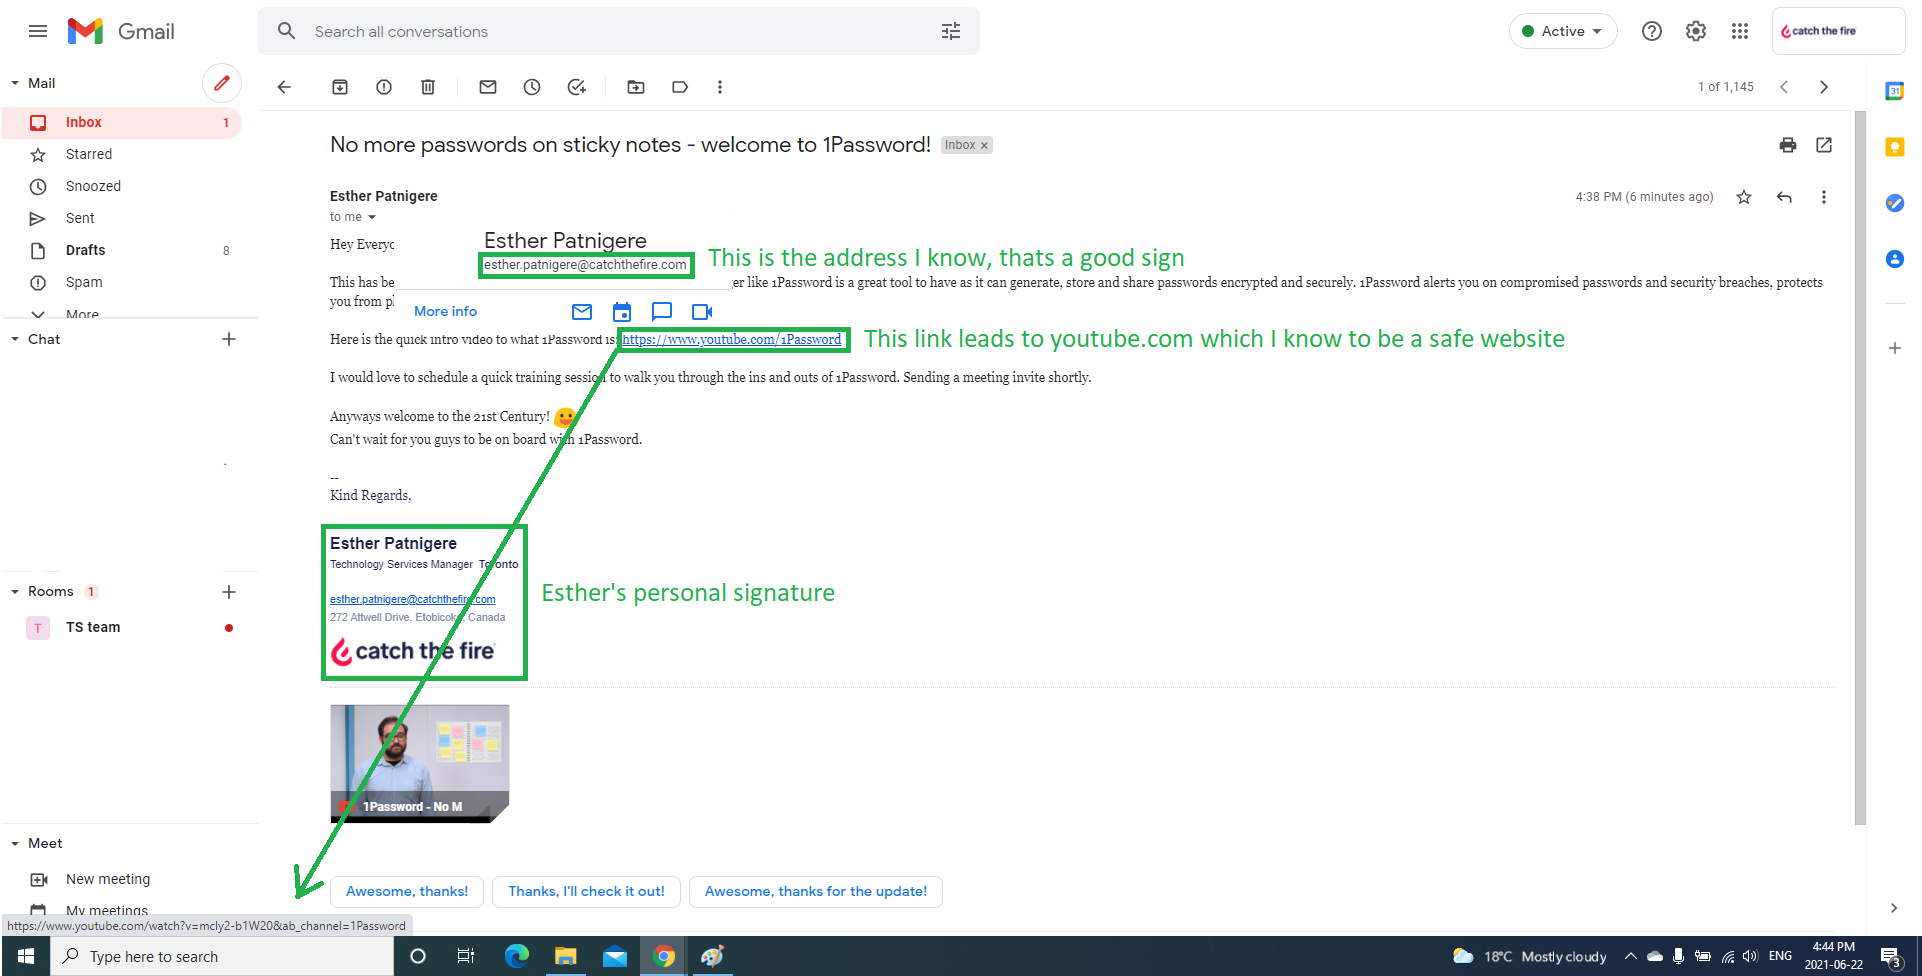 Gmail
Search all conversations
Active
catch the fire
Mail
1 of 1,145
31
Inbox 1
Starred
Snoozed
Sent
Drafts 8
Spam
More
Chat
Rooms 1
T TS team
Meet
New meeting
My meetings
No more passwords on sticky notes - welcome to 1Password! Inbox x
Esther Patnigere
4:38 PM (6 minutes ago)
to me
Hey Everyo
Esther Patnigere
esther.patnigere@catchthefire.com
This is the address I know, thats a good sign
This has be
er like 1Password is a great tool to have as it can generate, store and share passwords encrypted and securely. 1Password alerts you on compromised passwords and security breaches, protects
you from pl
More info
Here is the quick intro video to what 1Password is: https://www.youtube.com/1Password
This link leads to youtube.com which I know to be a safe website
I would love to schedule a quick training session to walk you through the ins and outs of 1Password. Sending a meeting invite shortly.
Anyways welcome to the 21st Century!
Can't wait for you guys to be on board with 1Password.
--
Kind Regards,
Esther Patnigere
Technology Services Manager Toronto
esther.patnigere@catchthefire.com
272 Attwell Drive, Etobicoke, Canada
catch the fire
Esther's personal signature
1Password - No M
Awesome, thanks!
Thanks, I'll check it out!
Awesome, thanks for the update!
https://www.youtube.com/watch?v=mcly2-b1W20&ab_channel=1Password
Type here to search
18°C Mostly cloudy
ENG
4:44 PM
2021-06-22
3